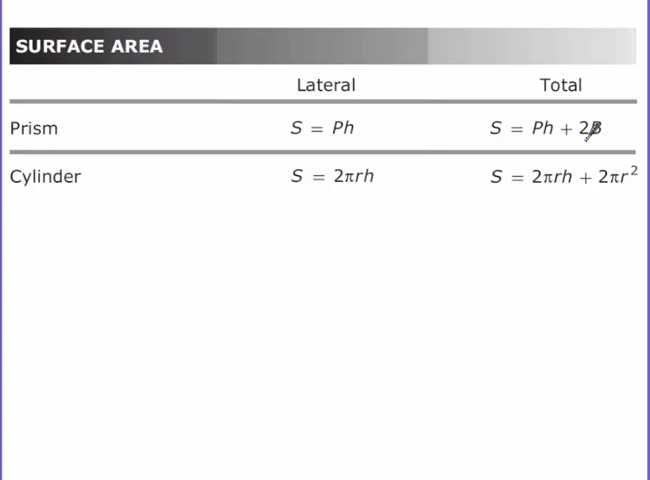 SURFACE AREA
Lateral Total
Prism S = Ph S = Ph + 2B
Cylinder S = 2πrh S = 2πrh + 2πr²